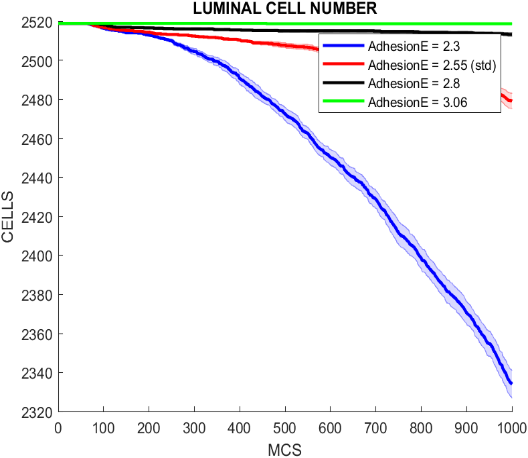 LUMINAL CELL NUMBER
2520
2500
2480
2460
2440
2420
2400
2380
2360
2340
2320
CELLS
AdhesionE = 2.3
AdhesionE = 2.55 (std)
AdhesionE = 2.8
AdhesionE = 3.06
0 100 200 300 400 500 600 700 800 900 1000
MCS